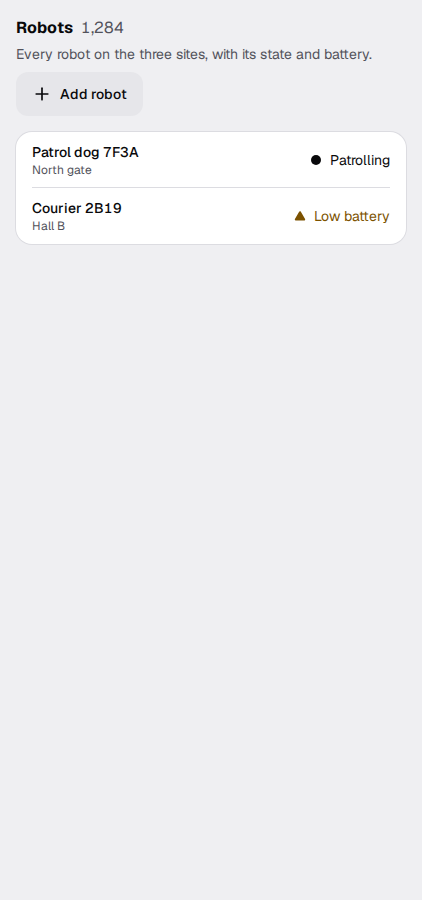 Robots 1,284
Every robot on the three sites, with its state and battery.
Add robot
Patrol dog 7F3A
North gate
Patrolling
Courier 2B19
Hall B
Low battery